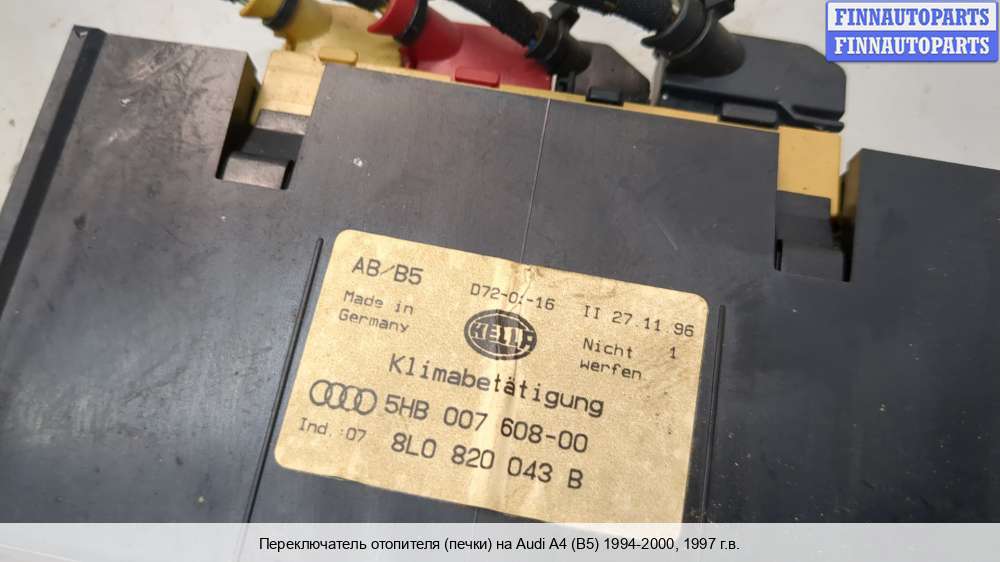 FINNAUTOPARTS
FINNAUTOPARTS
AB/B5
D72-0:-16
II 27.11.96
Made in
Germany
HELLA
Nicht 1
werfen
Klimabetätigung
5HB 007 608-00
Ind.:07
8L0 820 043 B
Переключатель отопителя (печки) на Audi A4 (B5) 1994-2000, 1997 г.в.